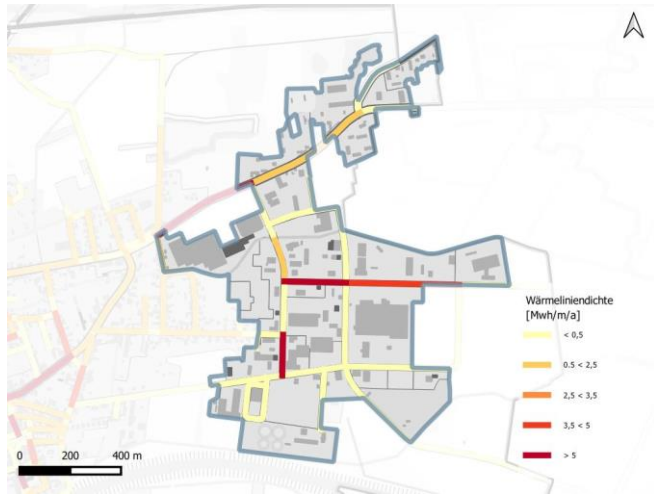 Wärmeliniendichte
[Mwh/m/a]
< 0,5
0.5 < 2,5
2,5 < 3,5
3,5 < 5
> 5
0 200 400 m